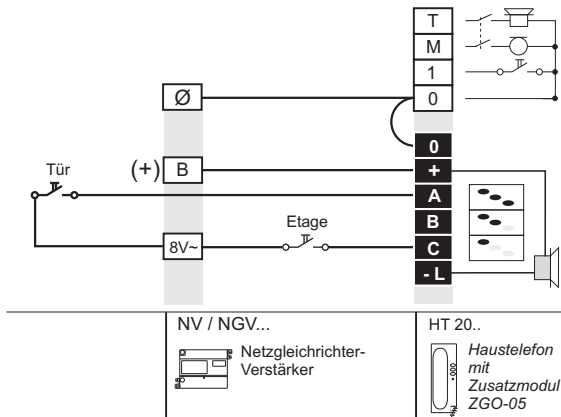 T
M
1
Ø 0
0
Tür (+) B +
A
Etage B
8V~ C
- L
NV / NGV...
Netzgleichrichter-
Verstärker
HT 20..
Haustelefon
mit
Zusatzmodul
ZGO-05